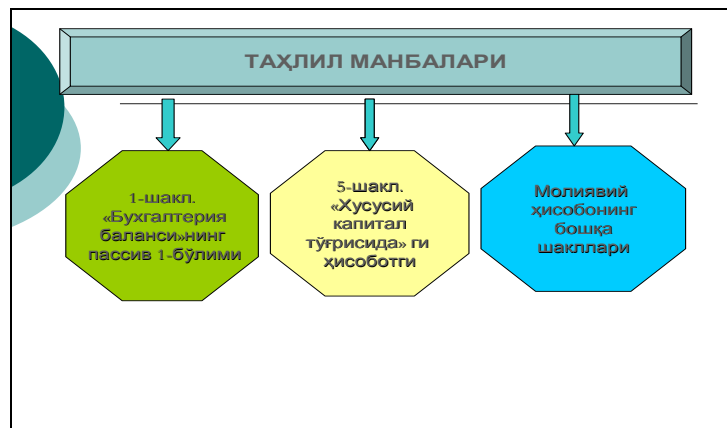 ТАҲЛИЛ МАНБАЛАРИ
1-шакл.
«Бухгалтерия
баланси»нинг
пассив 1-бўлими
5-шакл.
«Хусусий
капитал
тўғрисида» ги
ҳисоботги
Молиявий
ҳисобонинг
бошқа
шакллари